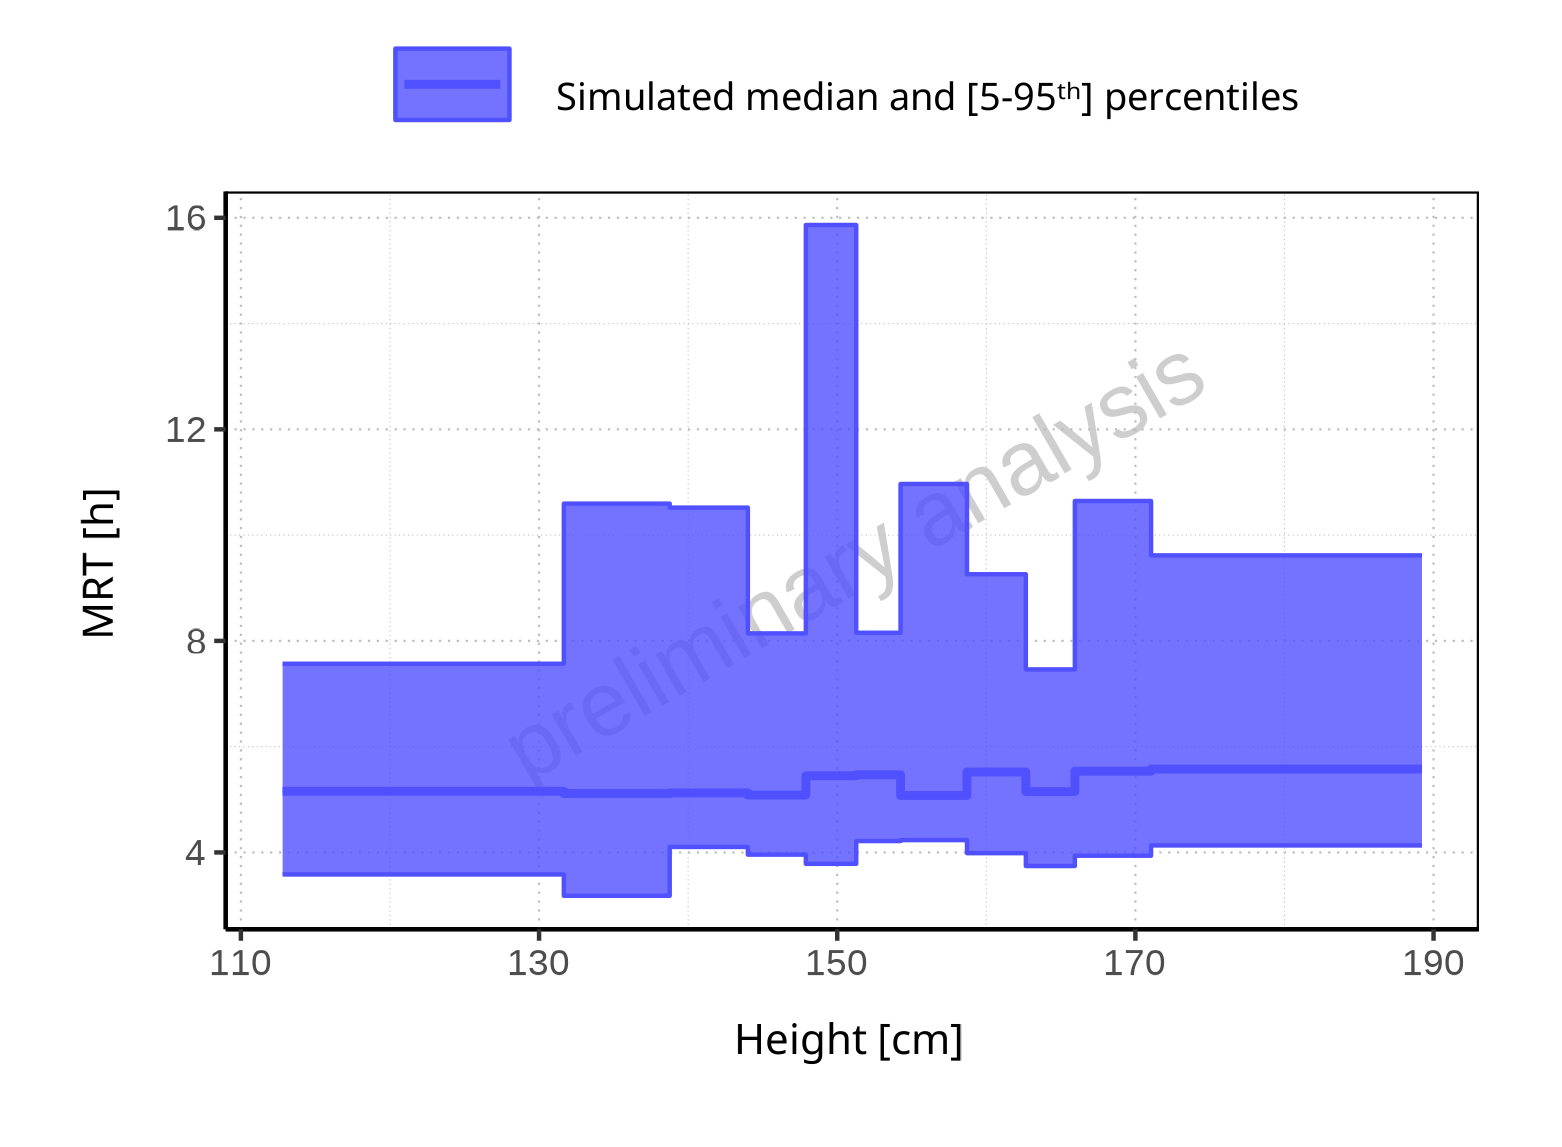 Simulated median and [5-95ᵗʰ] percentiles
16
12
8
4
MRT [h]
preliminary analysis
110 130 150 170 190
Height [cm]